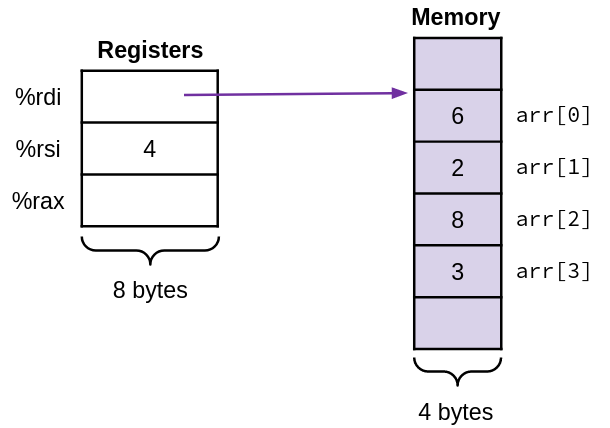 Memory
Registers
%rdi
6 arr[0]
%rsi 4
2 arr[1]
%rax
8 arr[2]
3 arr[3]
8 bytes
4 bytes